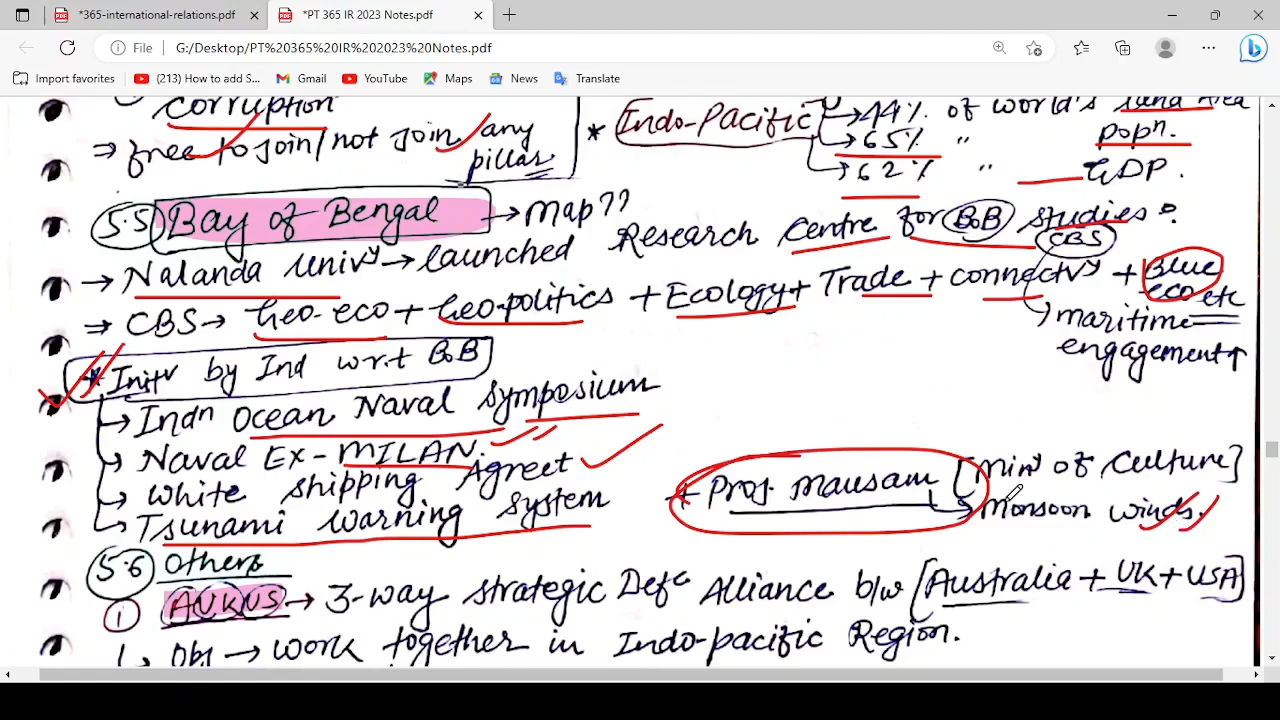 *365-international-relations.pdf
*PT 365 IR 2023 Notes.pdf
File G:/Desktop/PT%20365%20IR%202023%20Notes.pdf
Import favorites (213) How to add S... Gmail YouTube Maps News Translate
corruption
⇒ free to join/not join any pillar
* Indo-Pacific → 44% of world's land area
→ 65% " popn.
→ 62% " GDP.
5.5 Bay of Bengal → Map??
→ Nalanda Univy → launched Research Centre for BOB studies.
CBS
⇒ CBS → Geo-eco + Geo-politics + Ecology + Trade + connectvy + Blue eco etc
→ maritime engagement ↑
* Initv by Ind w.r.t BOB
→ Indn Ocean Naval Symposium
→ Naval Ex- MILAN.
→ White shipping Agreet
→ Tsunami warning system
+ Proj. Mausam [Miny of Culture]
→ Monsoon winds.
5.6 Others
① AUKUS → 3-way strategic Defc Alliance b/w [Australia + UK + USA]
↳ Obj → work together in Indo-pacific Region.